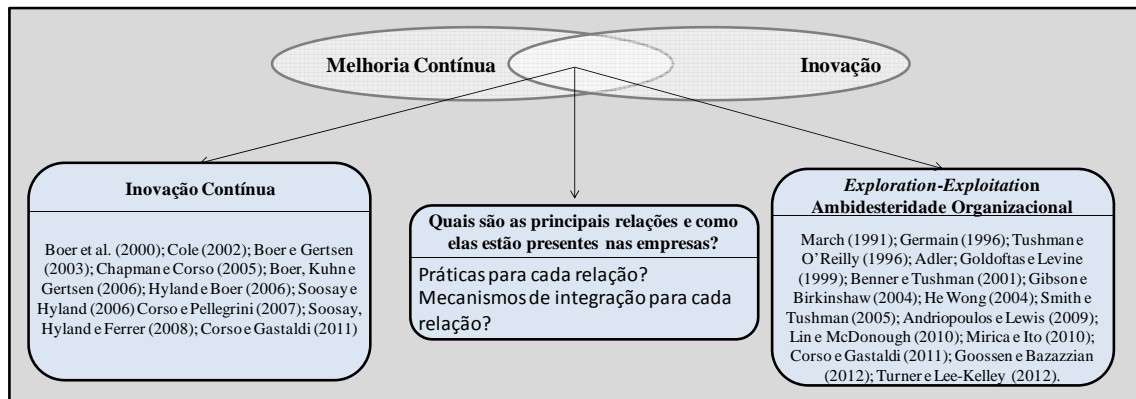 Melhoria Contínua
Inovação
Inovação Contínua
Boer et al. (2000); Cole (2002); Boer e Gertsen
(2003); Chapman e Corso (2005); Boer, Kuhn e
Gertsen (2006); Hyland e Boer (2006); Soosay e
Hyland (2006) Corso e Pellegrini (2007); Soosay,
Hyland e Ferrer (2008); Corso e Gastaldi (2011)
Quais são as principais relações e como
elas estão presentes nas empresas?
Práticas para cada relação?
Mecanismos de integração para cada
relação?
Exploration-Exploitation
Ambidesteridade Organizacional
March (1991); Germain (1996); Tushman e
O’Reilly (1996); Adler; Goldoftas e Levine
(1999); Benner e Tushman (2001); Gibson e
Birkinshaw (2004); He Wong (2004); Smith e
Tushman (2005); Andriopoulos e Lewis (2009);
Lin e McDonough (2010); Mirica e Ito (2010);
Corso e Gastaldi (2011); Goossen e Bazazzian
(2012); Turner e Lee-Kelley (2012).